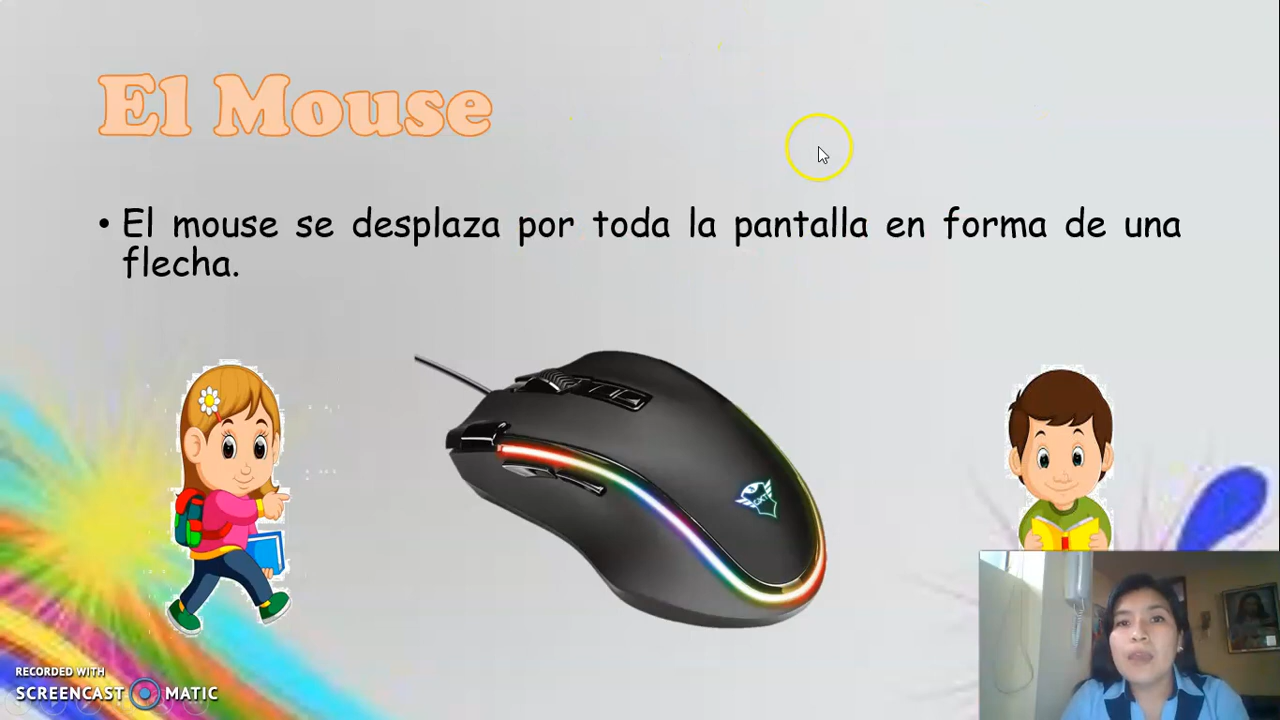 El Mouse
• El mouse se desplaza por toda la pantalla en forma de una
flecha.
GXT
RECORDED WITH
SCREENCAST MATIC